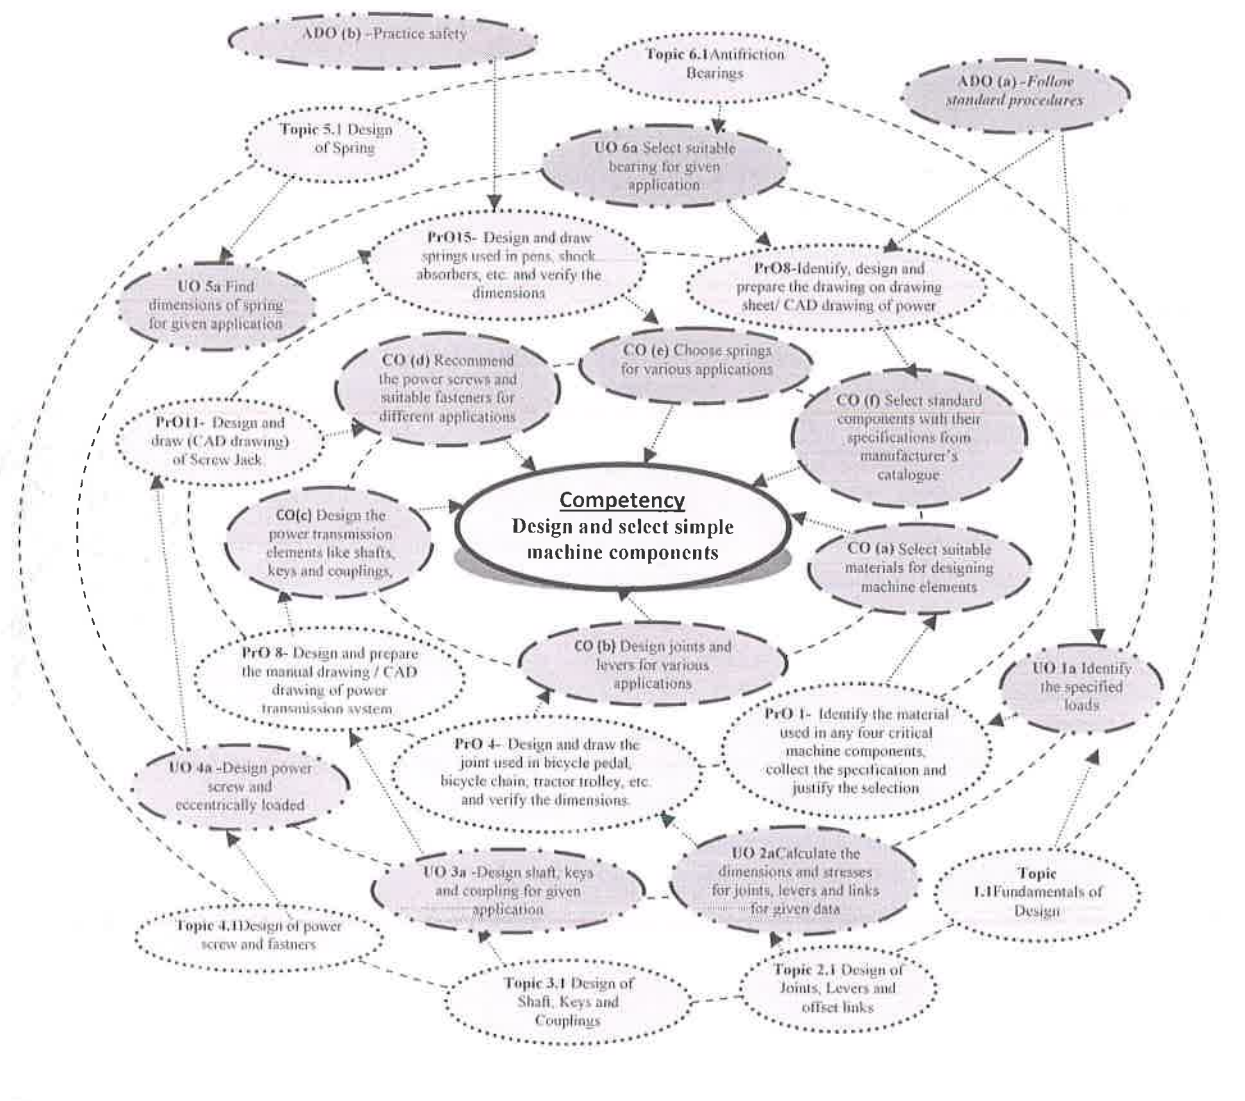 ADO (b) -Practice safety
Topic 6.1Antifriction
Bearings
ADO (a) -Follow
standard procedures
Topic 5.1 Design
of Spring
UO 6a Select suitable
bearing for given
application
PrO15- Design and draw
springs used in pens, shock
absorbers, etc. and verify the
dimensions
PrO8-Identify, design and
prepare the drawing on drawing
sheet/ CAD drawing of power
UO 5a Find
dimensions of spring
for given application
CO (d) Recommend
the power screws and
suitable fasteners for
different applications
CO (e) Choose springs
for various applications
CO (f) Select standard
components with their
specifications from
manufacturer's
catalogue
PrO11- Design and
draw (CAD drawing)
of Screw Jack
Competency
Design and select simple
machine components
CO(c) Design the
power transmission
elements like shafts,
keys and couplings,
CO (a) Select suitable
materials for designing
machine elements
CO (b) Design joints and
levers for various
applications
PrO 8- Design and prepare
the manual drawing / CAD
drawing of power
transmission system
UO 1a Identify
the specified
loads
PrO 1- Identify the material
used in any four critical
machine components,
collect the specification and
justify the selection
PrO 4- Design and draw the
joint used in bicycle pedal,
bicycle chain, tractor trolley, etc.
and verify the dimensions.
UO 4a -Design power
screw and
eccentrically loaded
UO 3a -Design shaft, keys
and coupling for given
application
UO 2aCalculate the
dimensions and stresses
for joints, levers and links
for given data
Topic
1.1Fundamentals of
Design
Topic 4.1Design of power
screw and fastners
Topic 3.1 Design of
Shaft, Keys and
Couplings
Topic 2.1 Design of
Joints, Levers and
offset links